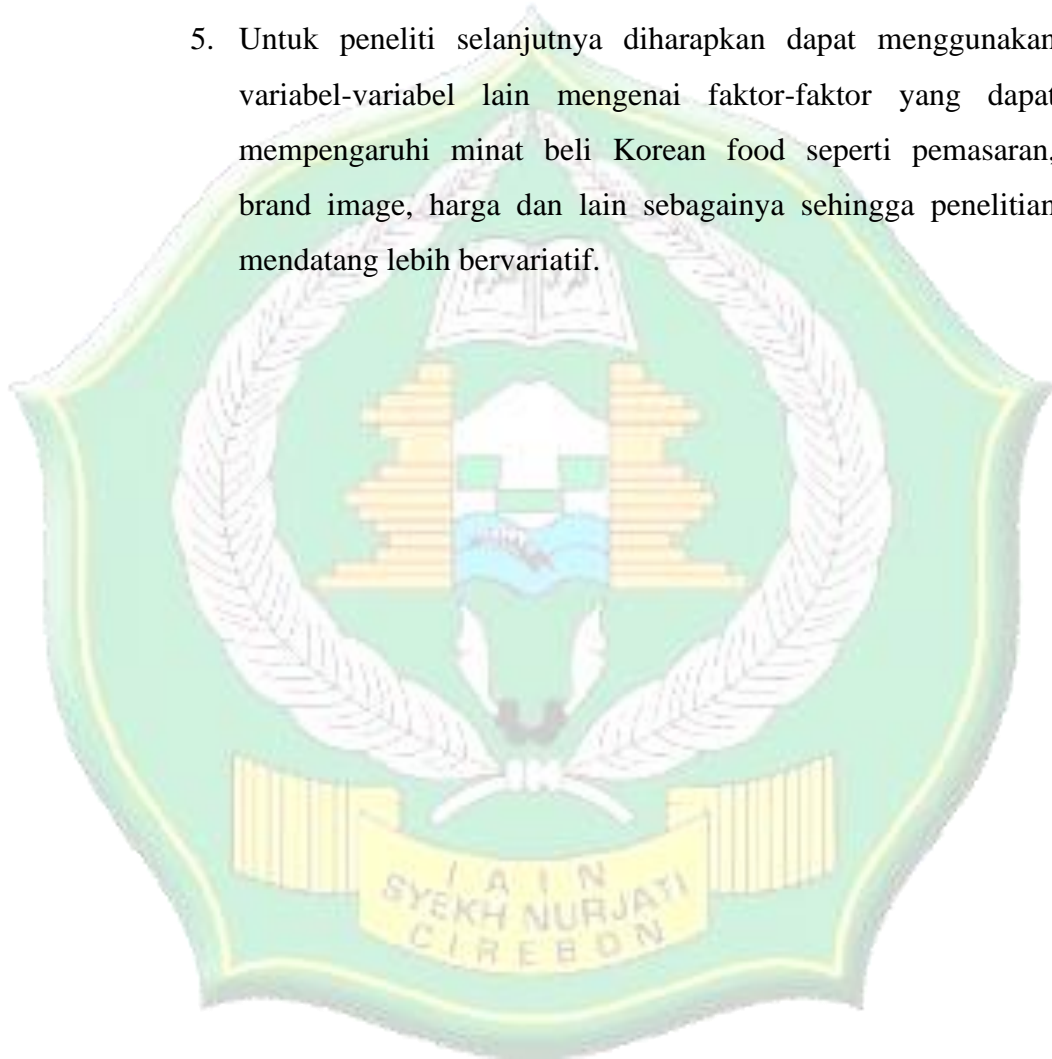 5. Untuk peneliti selanjutnya diharapkan dapat menggunakan
variabel-variabel lain mengenai faktor-faktor yang dapat
mempengaruhi minat beli Korean food seperti pemasaran,
brand image, harga dan lain sebagainya sehingga penelitian
mendatang lebih bervariatif.
IAIN
SYEKH NURJATI
CIREBON